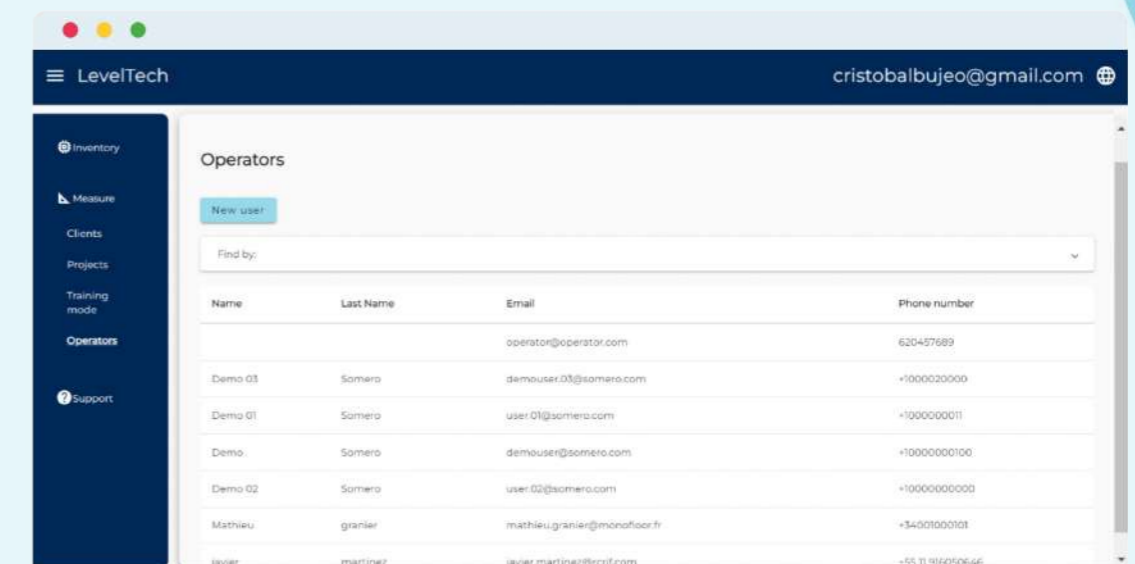 LevelTech
cristobalbujeo@gmail.com
Inventory
Measure
Clients
Projects
Training
mode
Operators
Support
Operators
New user
Find by:
Name Last Name Email Phone number
operator@operator.com 620457689
Demo 03 Somero demouser.03@somero.com +1000020000
Demo 01 Somero user.01@somero.com +1000000011
Demo Somero demouser@somero.com +10000000100
Demo 02 Somero user.02@somero.com +10000000000
Mathieu granier mathieu.granier@monofloor.fr +34001000101
martinez